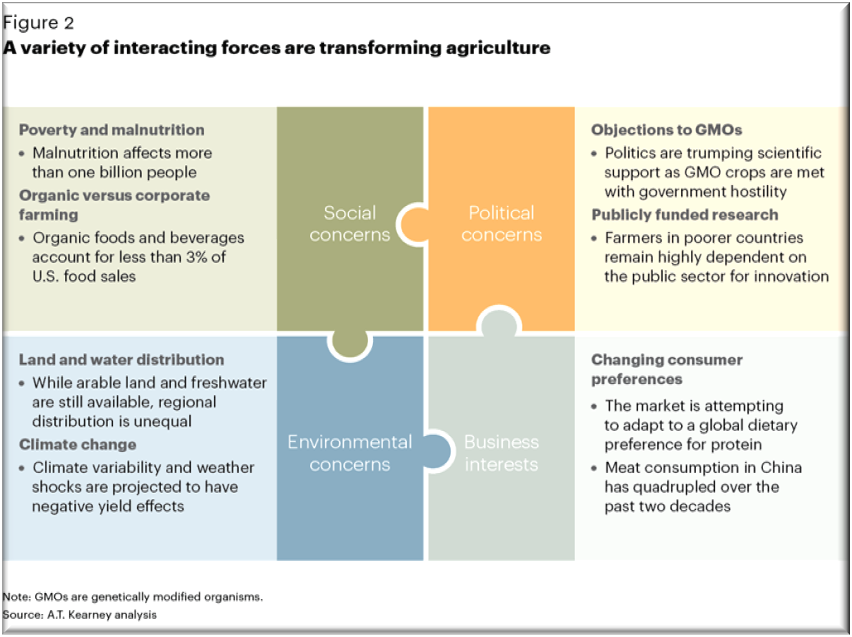 Figure 2
A variety of interacting forces are transforming agriculture
Poverty and malnutrition
• Malnutrition affects more
than one billion people
Organic versus corporate
farming
• Organic foods and beverages
account for less than 3% of
U.S. food sales
Social
concerns
Political
concerns
Objections to GMOs
• Politics are trumping scientific
support as GMO crops are met
with government hostility
Publicly funded research
• Farmers in poorer countries
remain highly dependent on
the public sector for innovation
Land and water distribution
• While arable land and freshwater
are still available, regional
distribution is unequal
Climate change
• Climate variability and weather
shocks are projected to have
negative yield effects
Environmental
concerns
Business
interests
Changing consumer
preferences
• The market is attempting
to adapt to a global dietary
preference for protein
• Meat consumption in China
has quadrupled over the
past two decades
Note: GMOs are genetically modified organisms.
Source: A.T. Kearney analysis